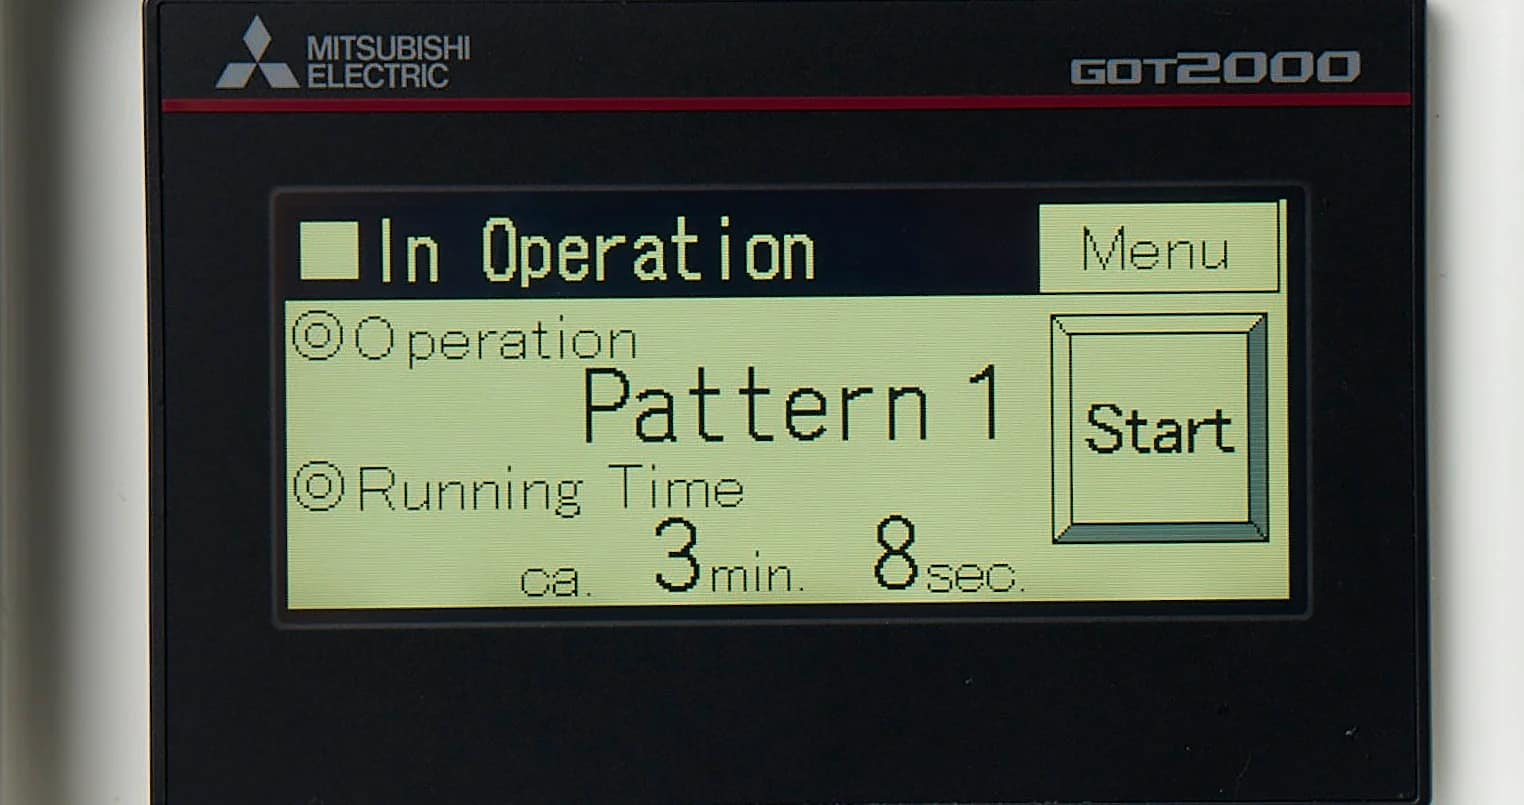 MITSUBISHI
ELECTRIC
GOT2000
In Operation
Menu
Operation
Pattern 1
Start
Running Time
ca. 3 min. 8 sec.